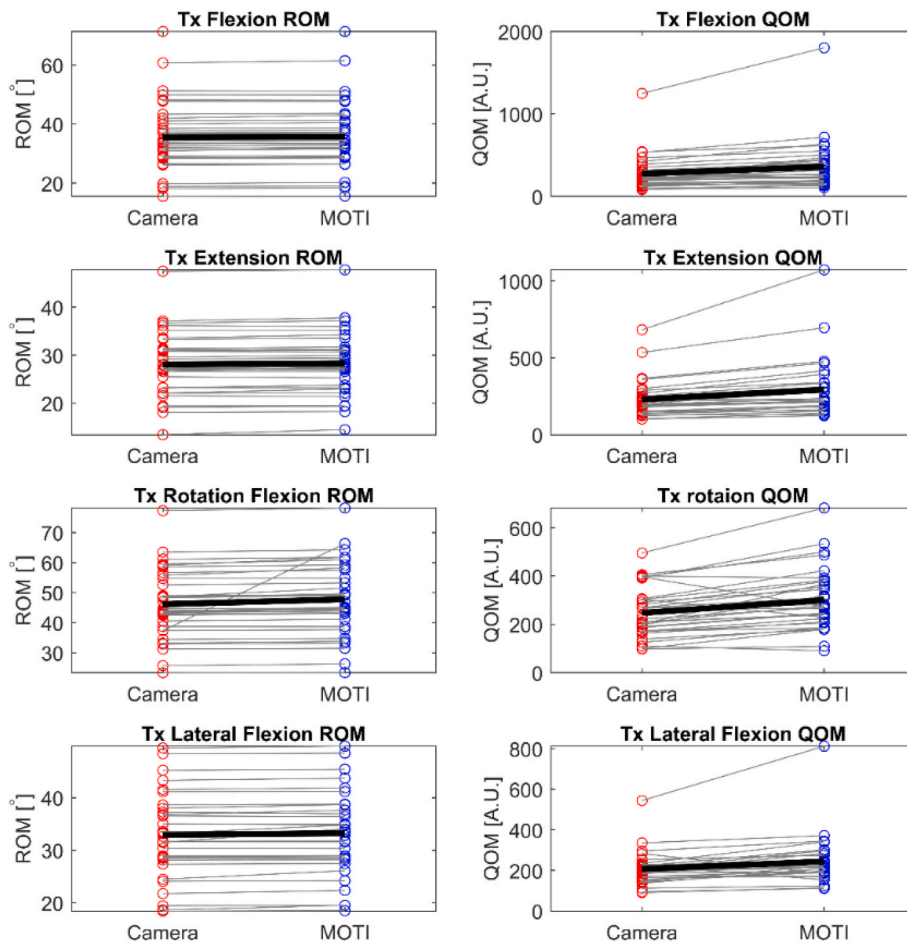 Tx Flexion ROM
ROM [°]
60
40
20
Camera
MOTI
Tx Flexion QOM
QOM [A.U.]
2000
1000
0
Camera
MOTI
Tx Extension ROM
ROM [°]
40
30
20
Camera
MOTI
Tx Extension QOM
QOM [A.U.]
1000
500
0
Camera
MOTI
Tx Rotation Flexion ROM
ROM [°]
70
60
50
40
30
Camera
MOTI
Tx rotaion QOM
QOM [A.U.]
600
400
200
0
Camera
MOTI
Tx Lateral Flexion ROM
ROM [°]
40
30
20
Camera
MOTI
Tx Lateral Flexion QOM
QOM [A.U.]
800
600
400
200
0
Camera
MOTI